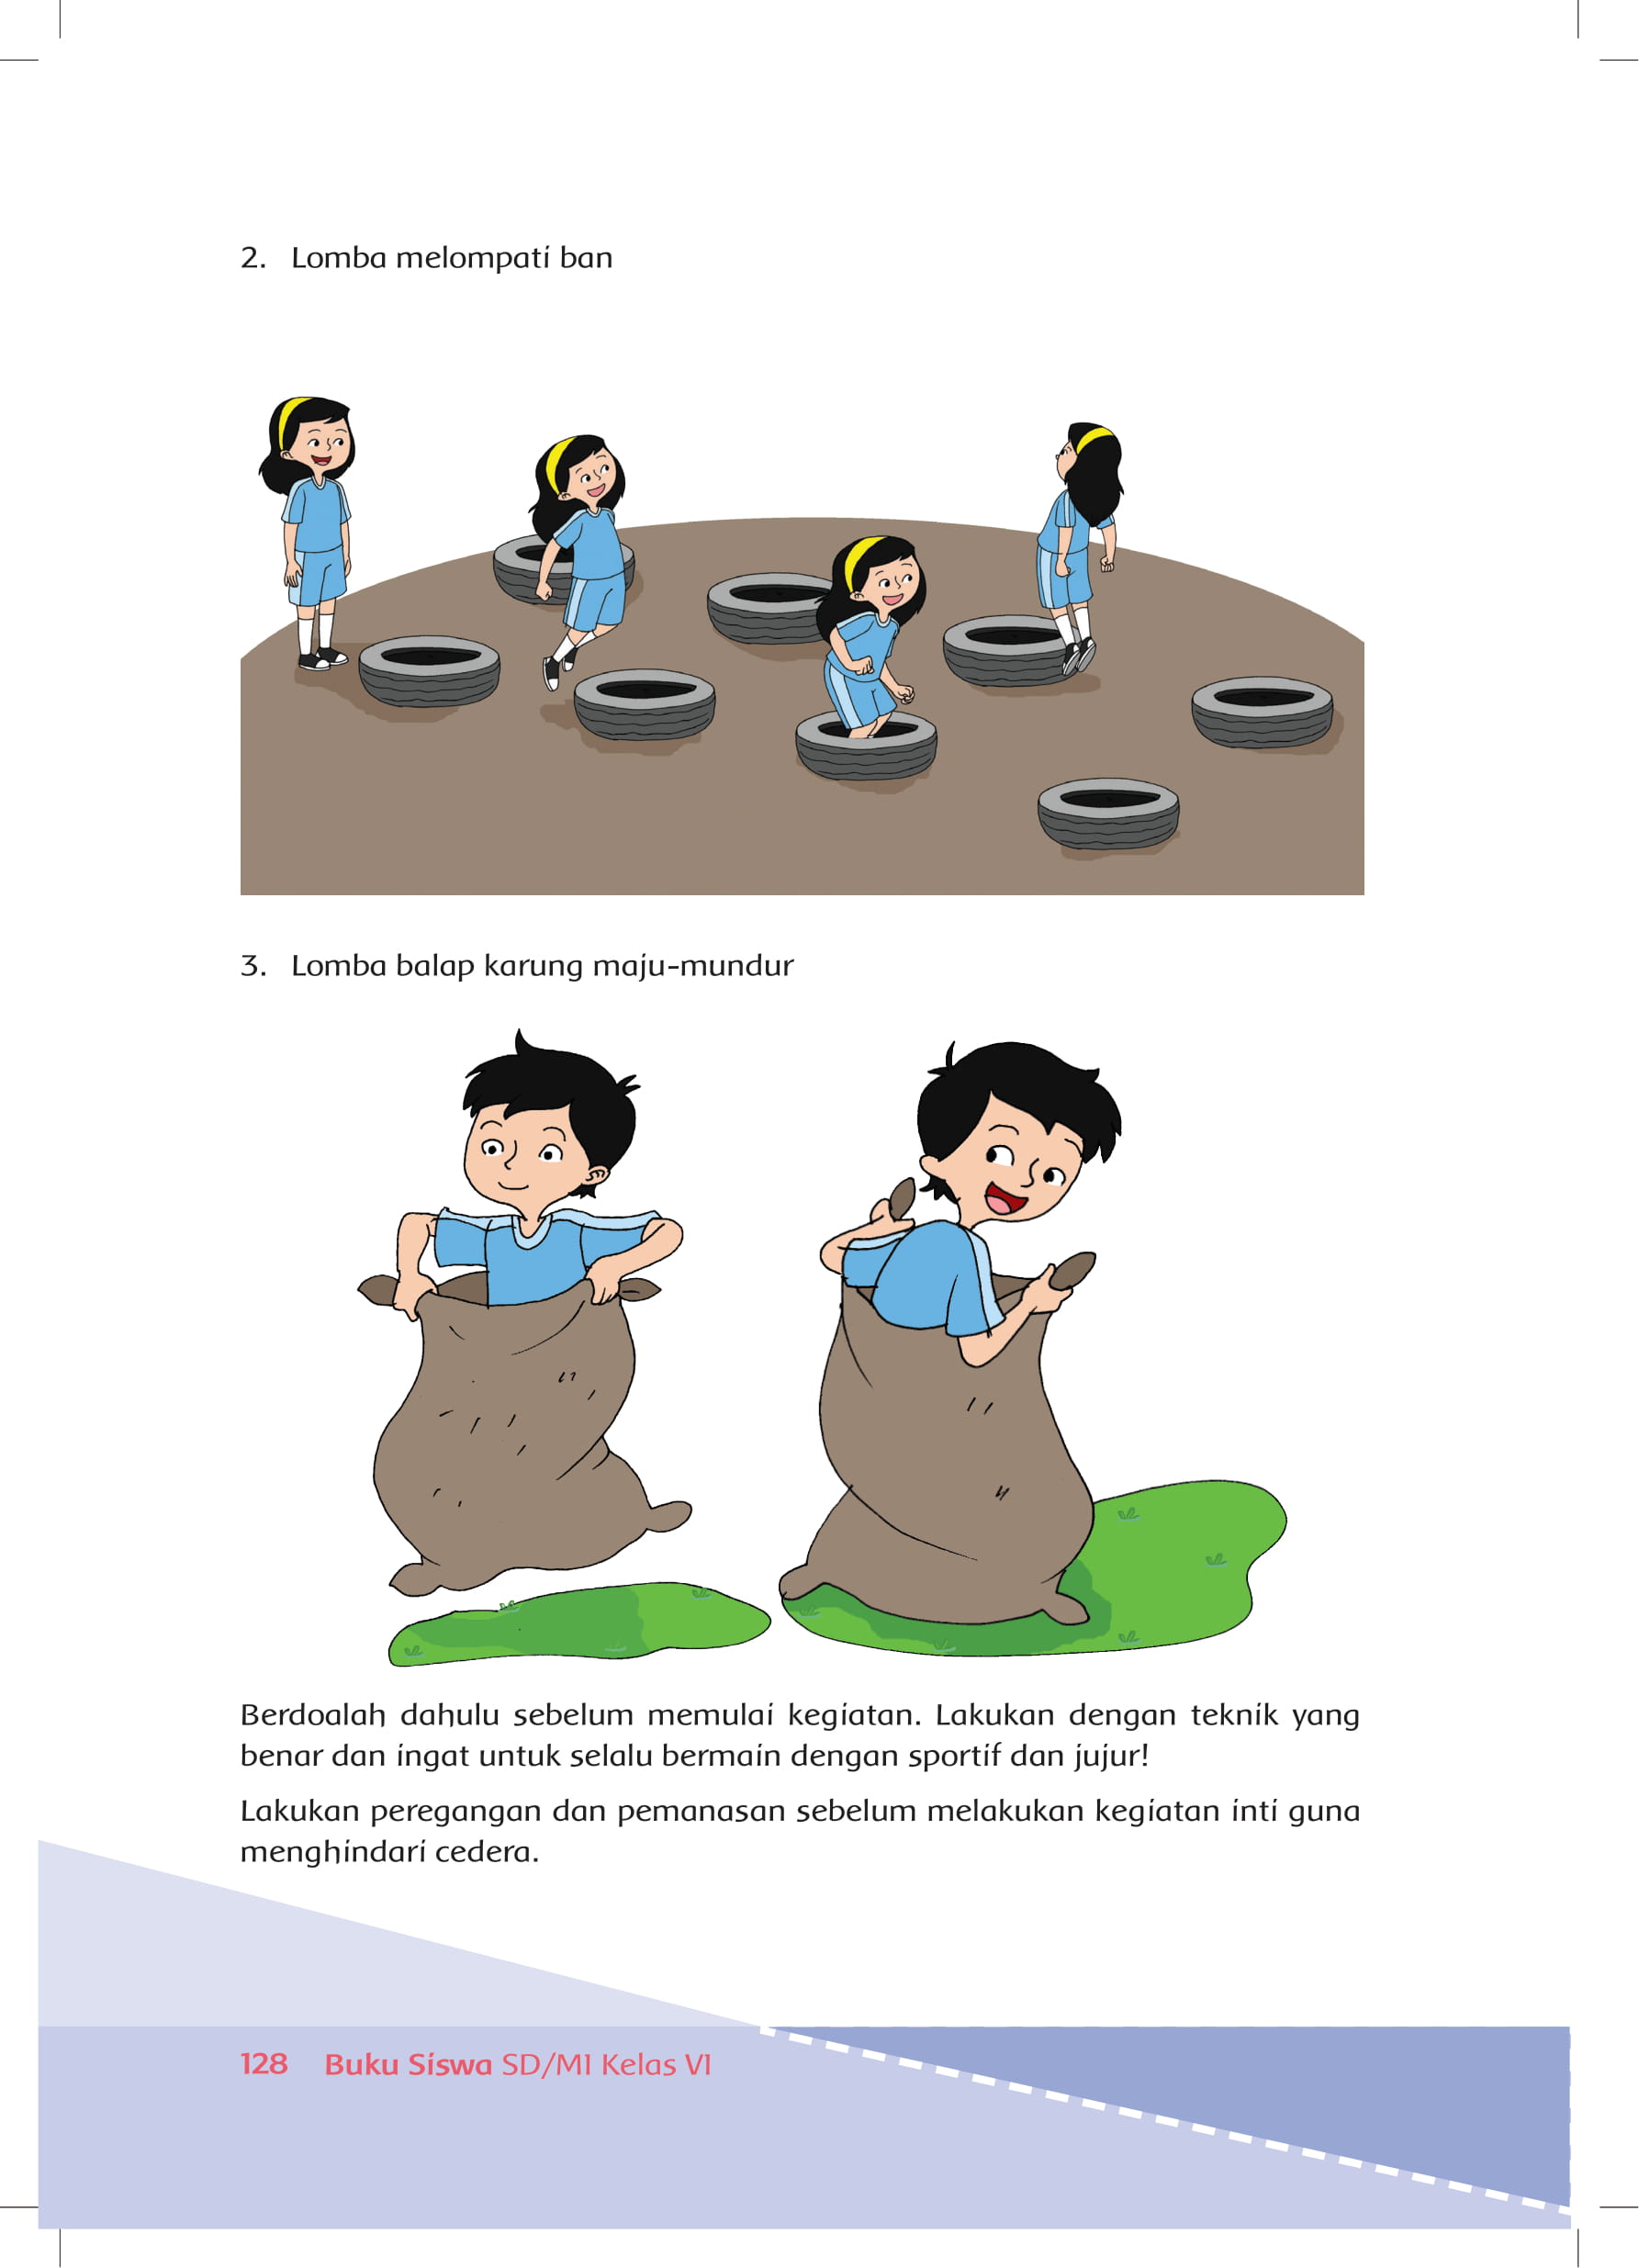 2. Lomba melompati ban
3. Lomba balap karung maju-mundur
Berdoalah dahulu sebelum memulai kegiatan. Lakukan dengan teknik yang
benar dan ingat untuk selalu bermain dengan sportif dan jujur!
Lakukan peregangan dan pemanasan sebelum melakukan kegiatan inti guna
menghindari cedera.
128 Buku Siswa SD/MI Kelas VI